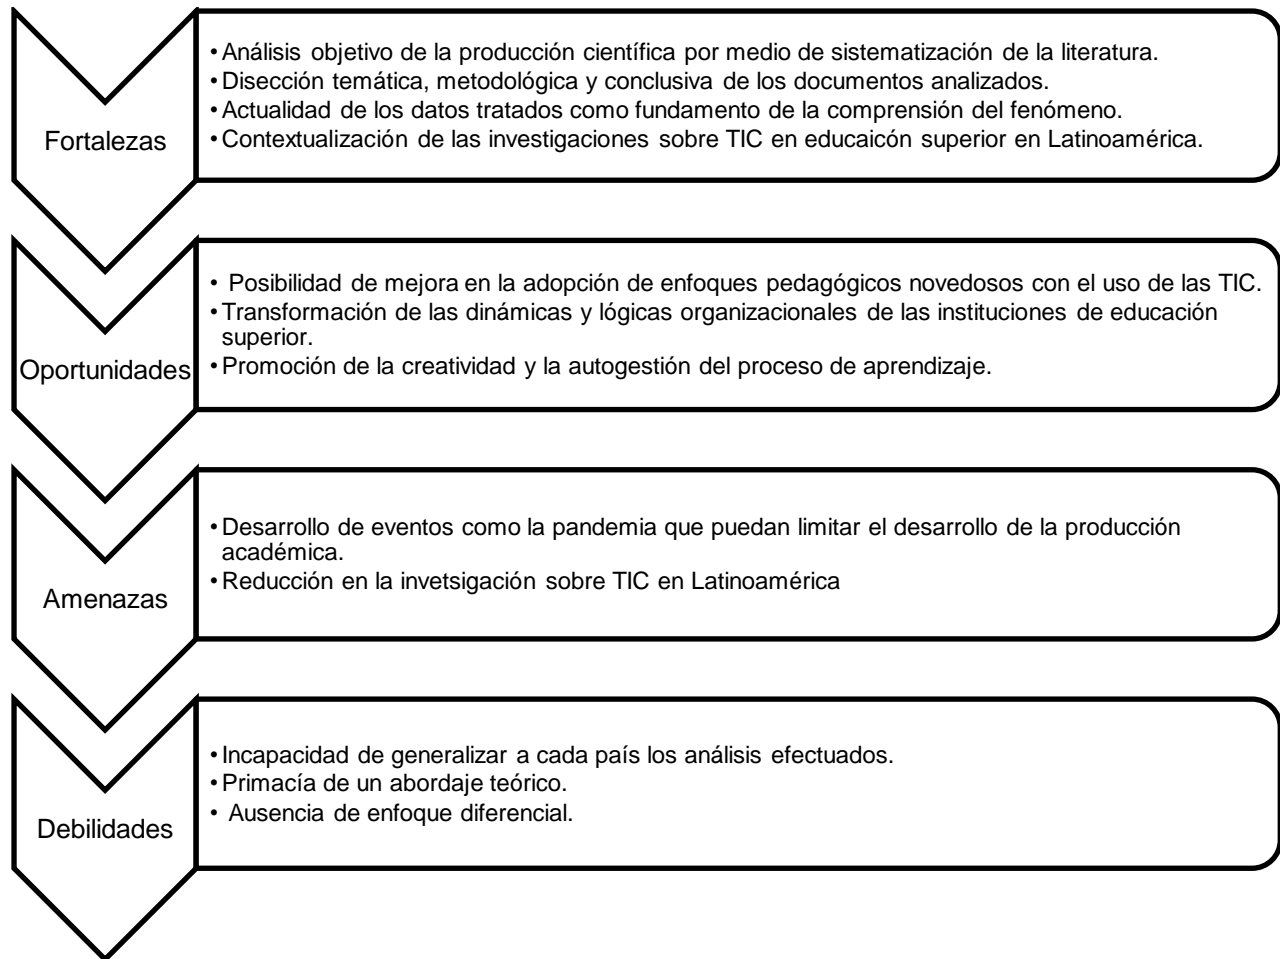 Fortalezas
• Análisis objetivo de la producción científica por medio de sistematización de la literatura.
• Disección temática, metodológica y conclusiva de los documentos analizados.
• Actualidad de los datos tratados como fundamento de la comprensión del fenómeno.
• Contextualización de las investigaciones sobre TIC en educaicón superior en Latinoamérica.
Oportunidades
• Posibilidad de mejora en la adopción de enfoques pedagógicos novedosos con el uso de las TIC.
• Transformación de las dinámicas y lógicas organizacionales de las instituciones de educación
superior.
• Promoción de la creatividad y la autogestión del proceso de aprendizaje.
Amenazas
• Desarrollo de eventos como la pandemia que puedan limitar el desarrollo de la producción
académica.
• Reducción en la invetsigación sobre TIC en Latinoamérica
Debilidades
• Incapacidad de generalizar a cada país los análisis efectuados.
• Primacía de un abordaje teórico.
• Ausencia de enfoque diferencial.